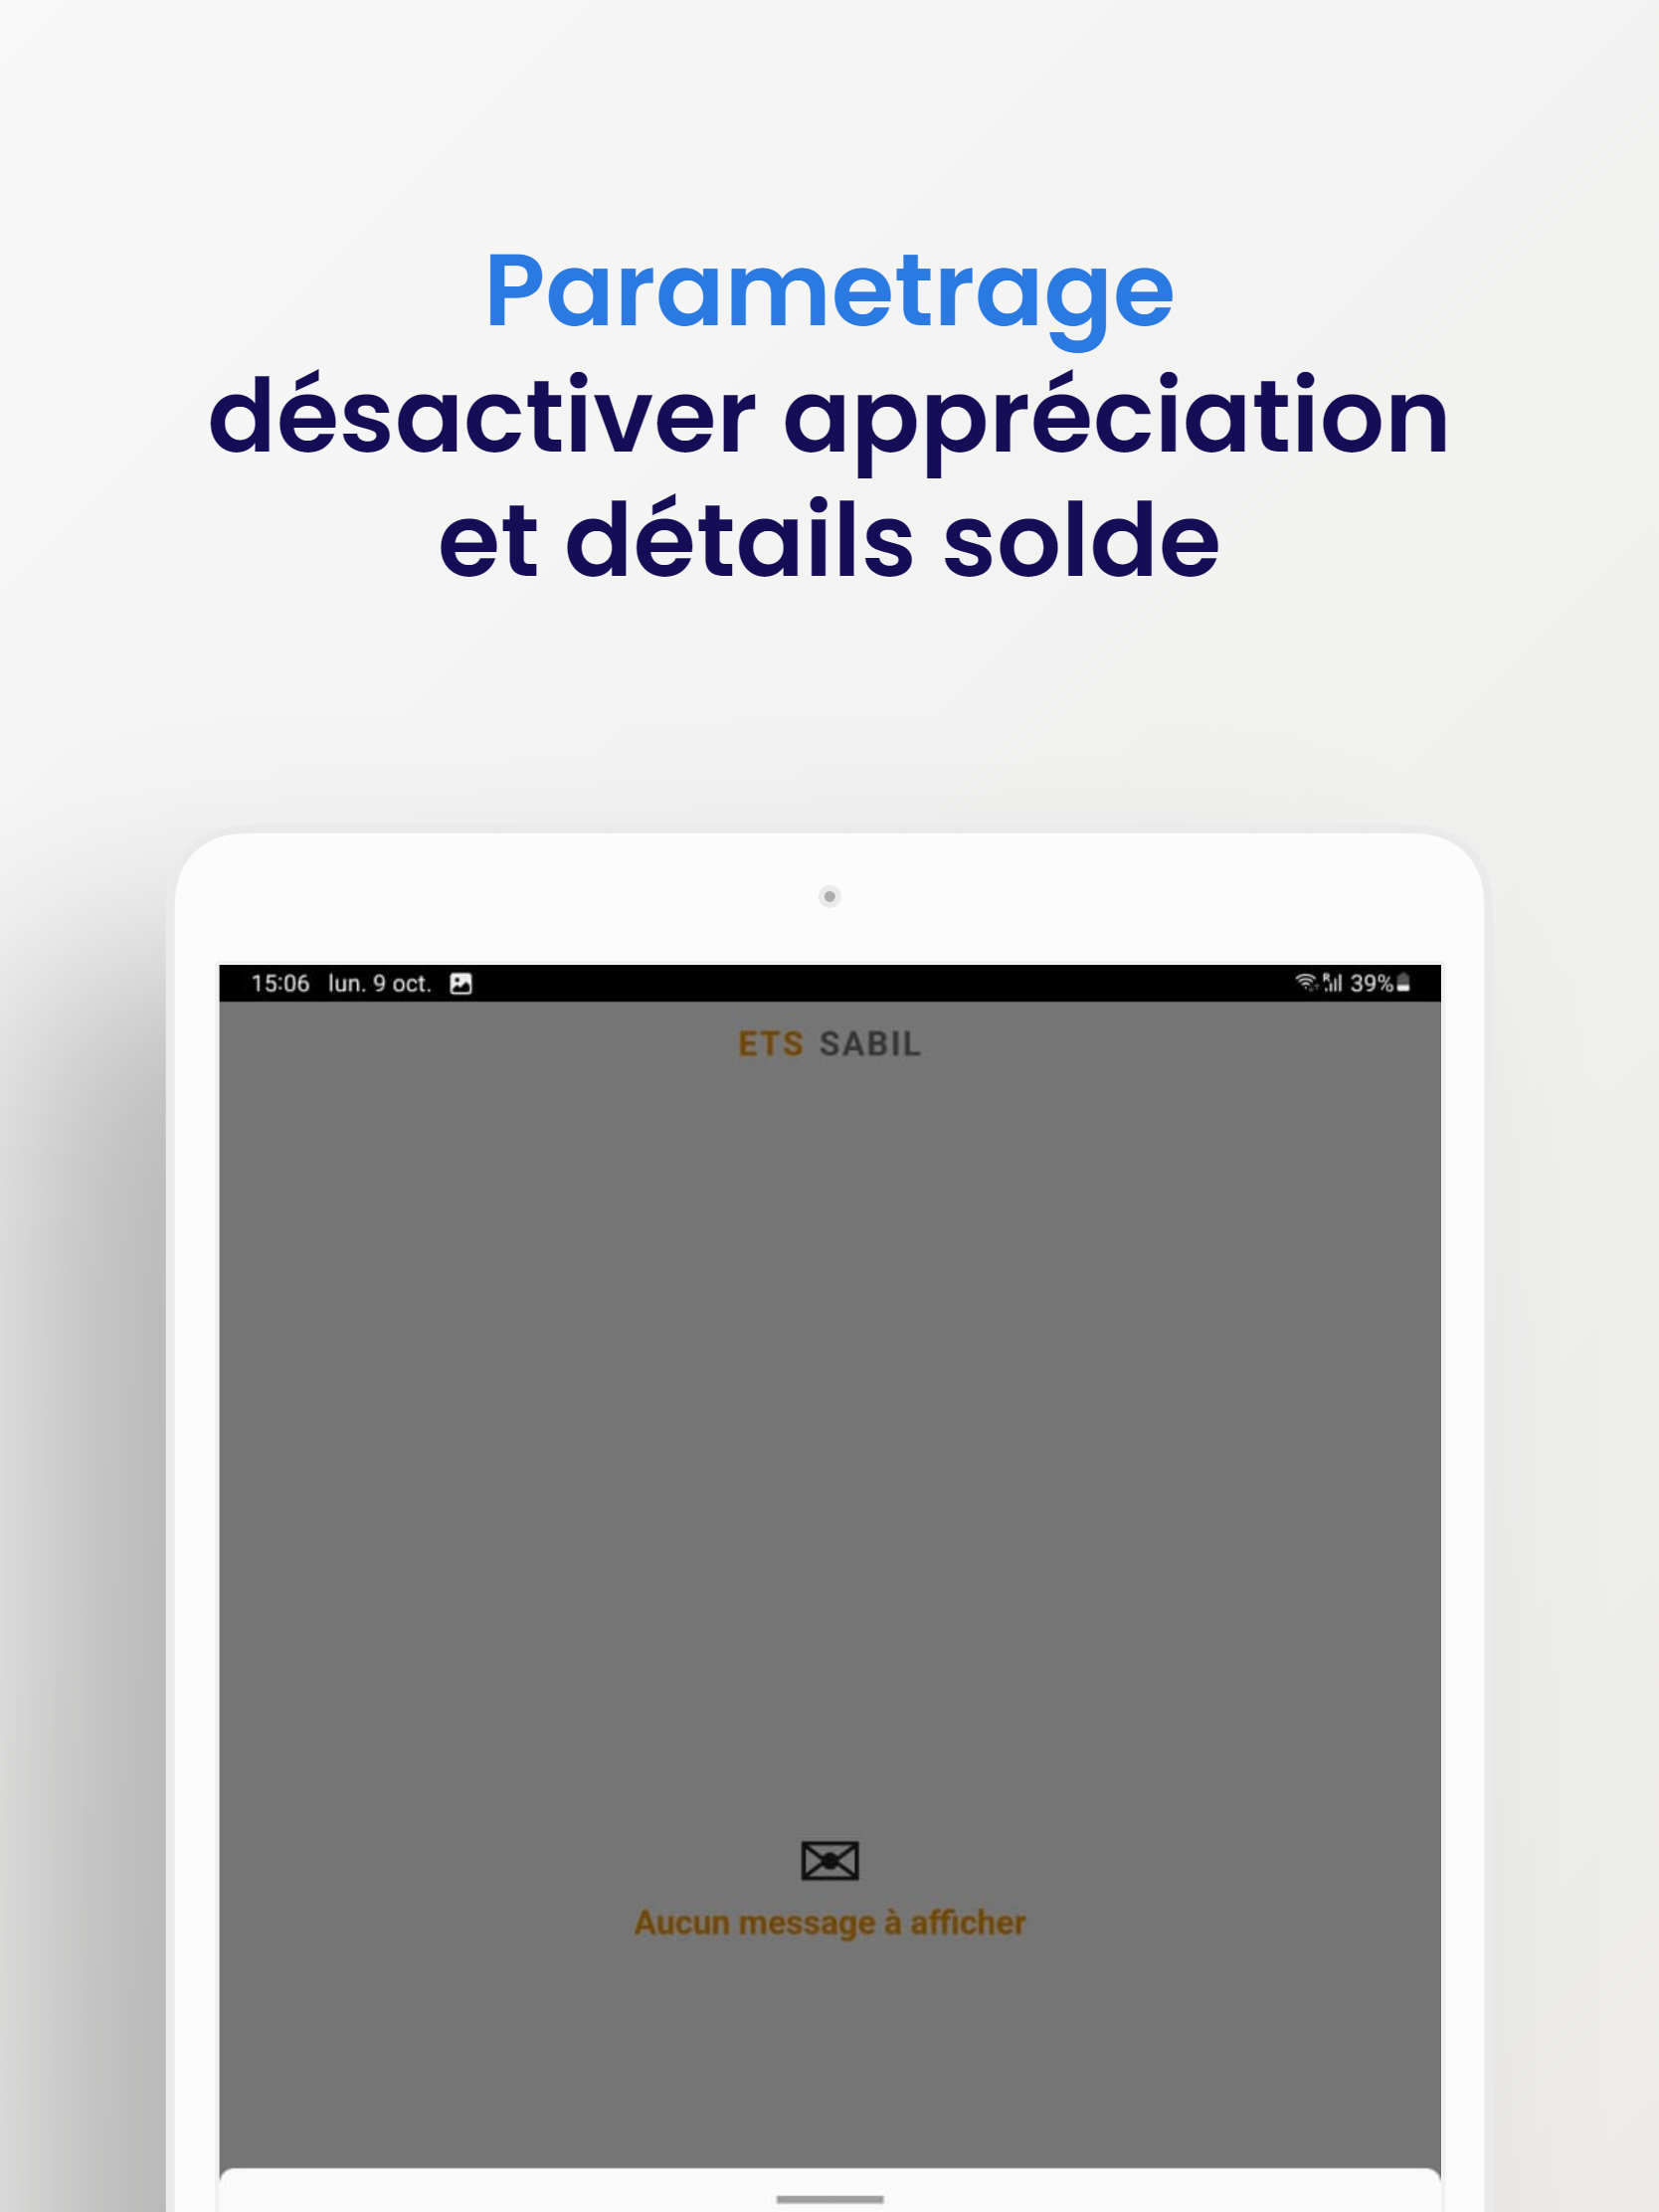 Parametrage
désactiver appréciation
et détails solde
15:06 lun. 9 oct.
R 39%
ETS SABIL
Aucun message à afficher